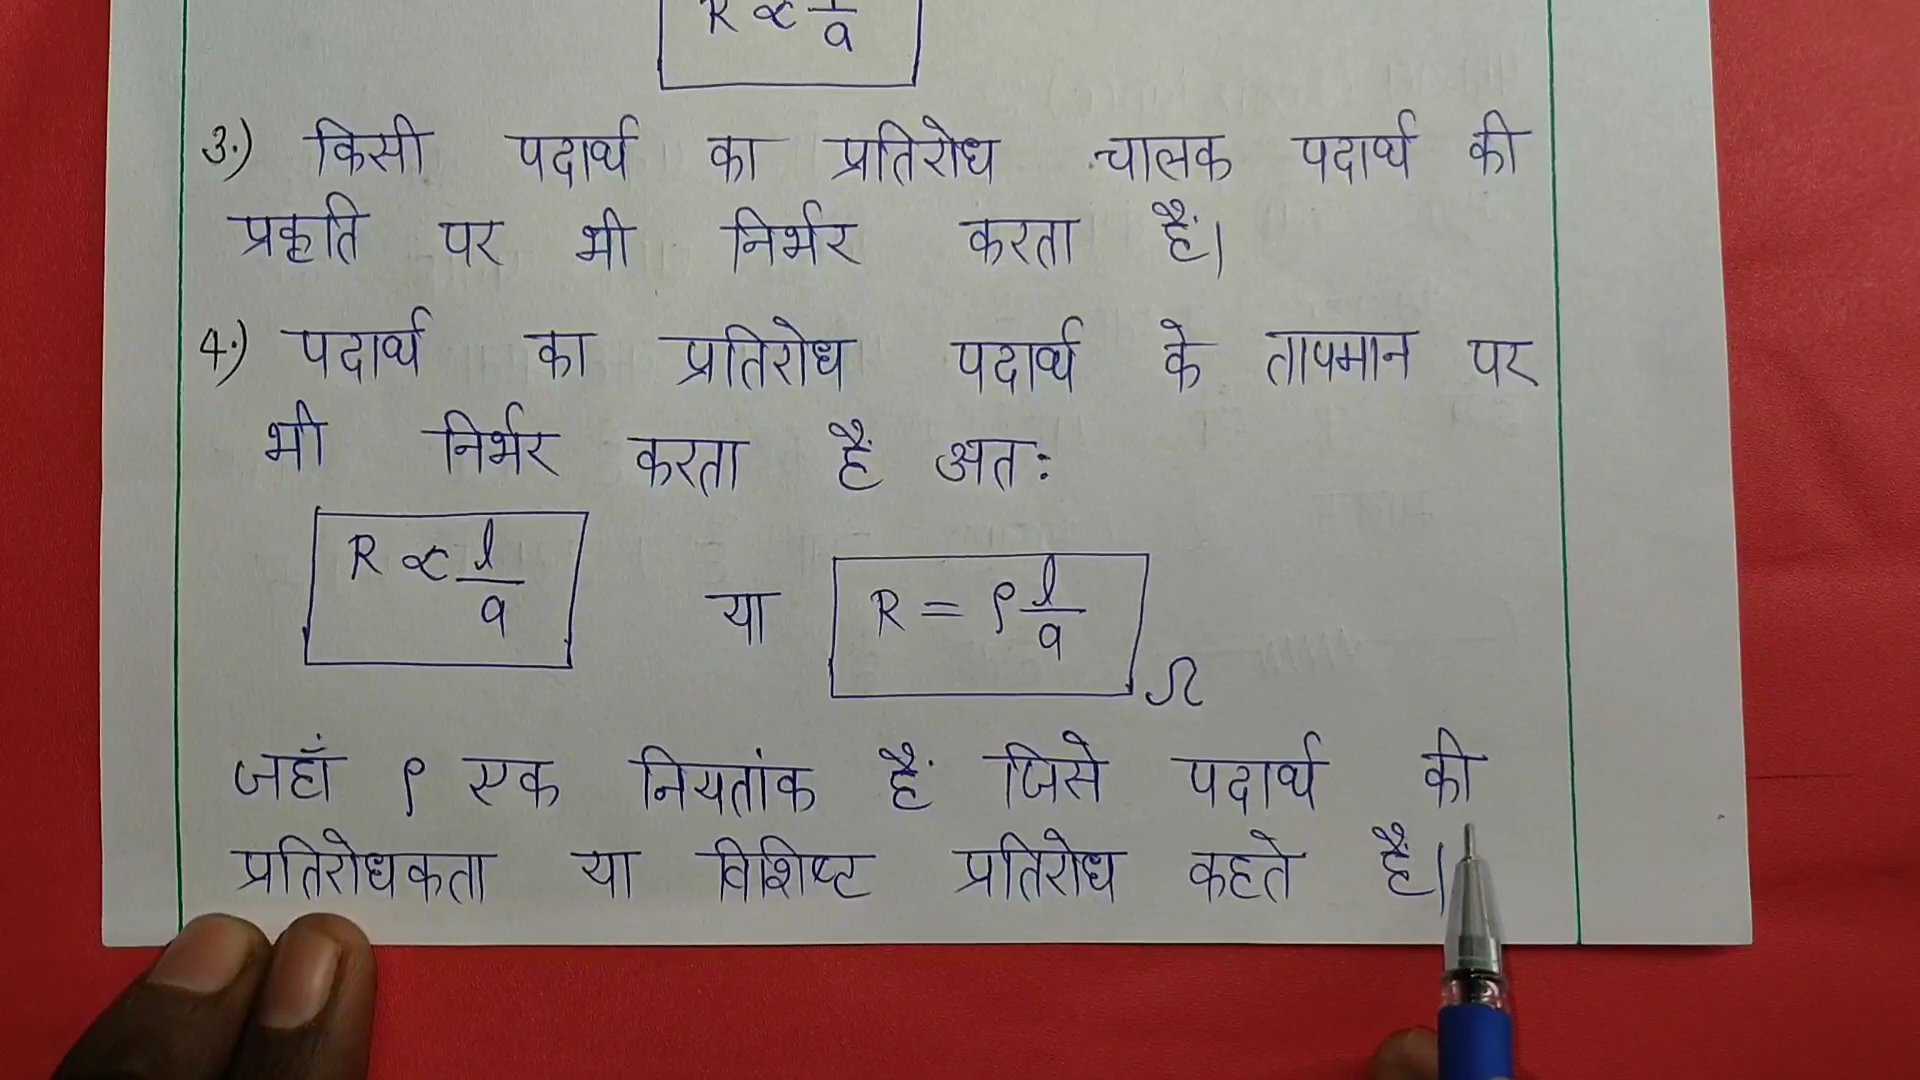 R ∝ 1/a
3.) किसी पदार्थ का प्रतिरोध चालक पदार्थ की
प्रकृति पर भी निर्भर करता हैं।
4.) पदार्थ का प्रतिरोध पदार्थ के तापमान पर
भी निर्भर करता हैं अतः
R ∝ l/a या R = ρ l/a Ω
जहाँ ρ एक नियतांक हैं जिसे पदार्थ की
प्रतिरोधकता या विशिष्ट प्रतिरोध कहते हैं।